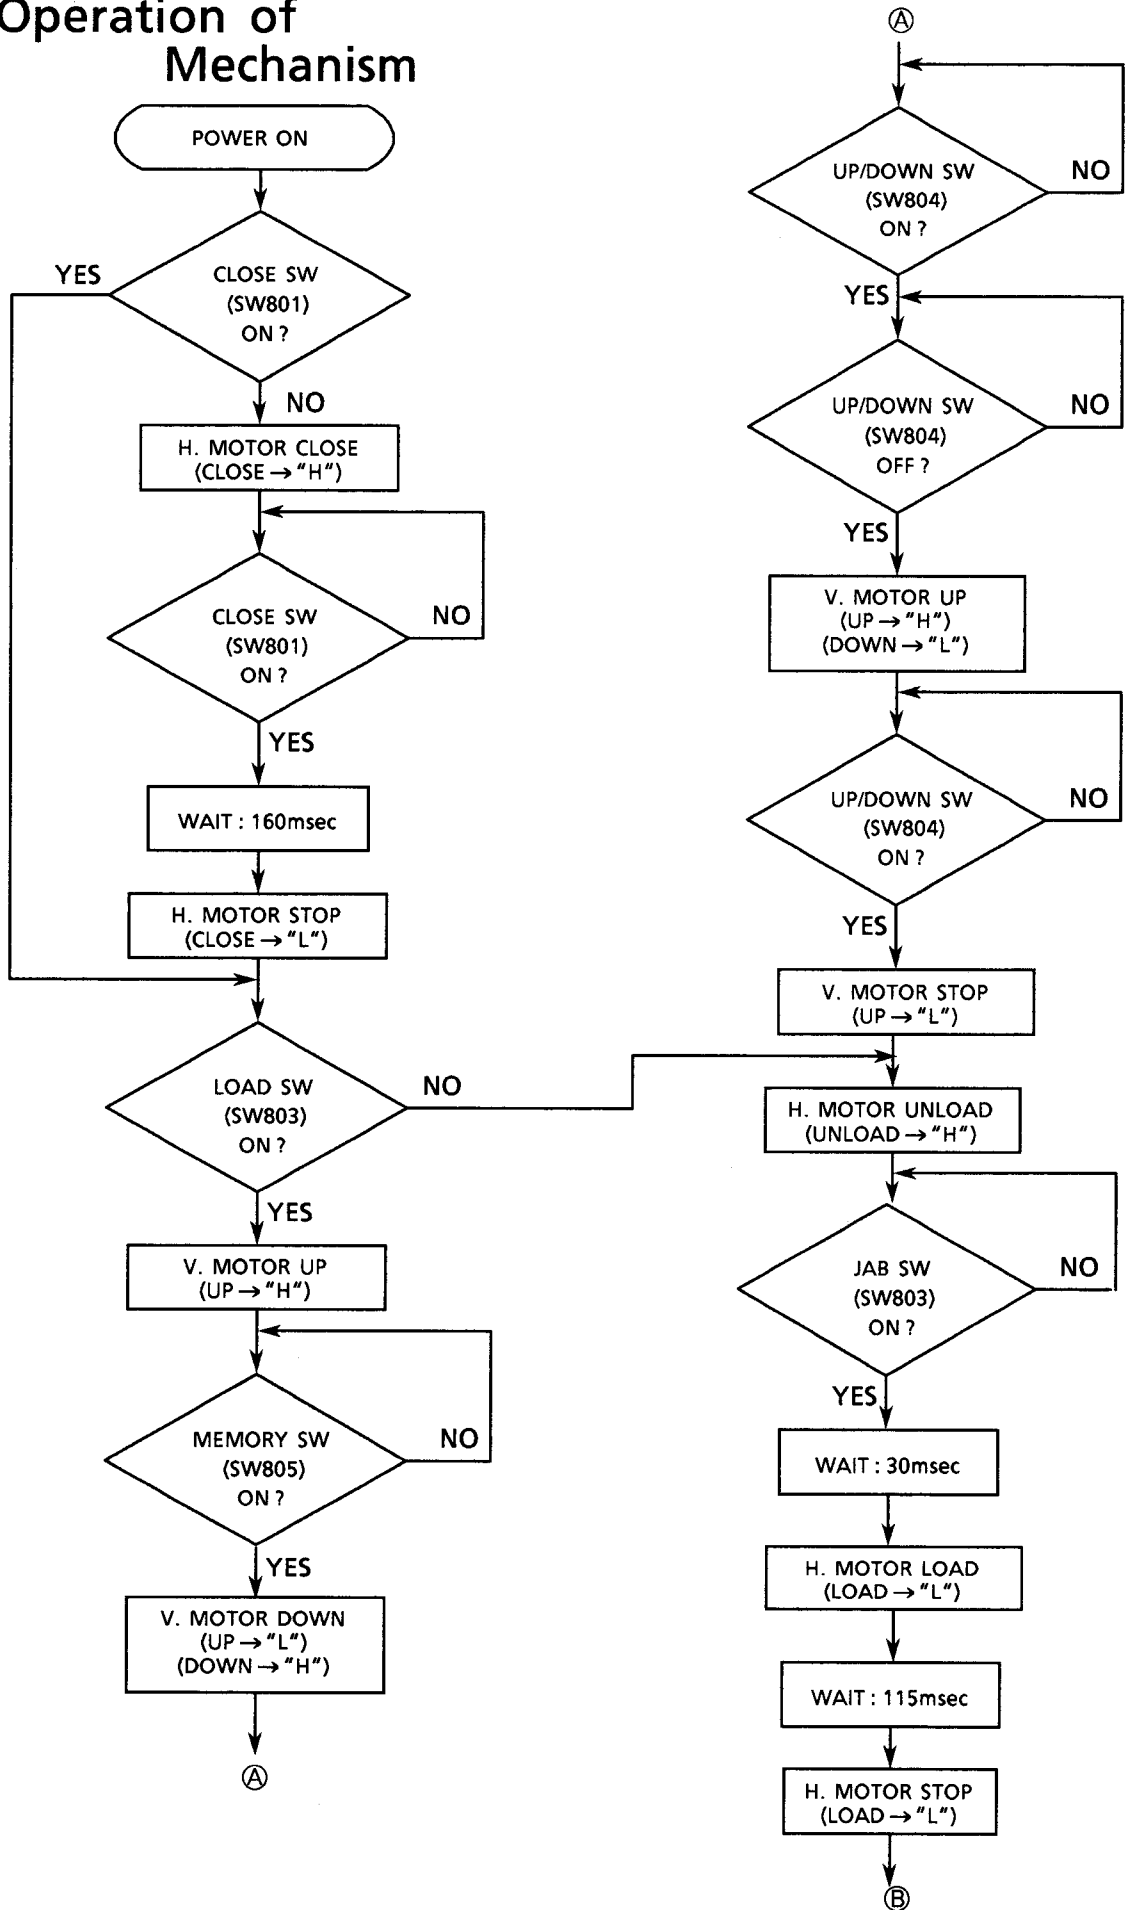 Operation of
Mechanism
POWER ON
CLOSE SW
(SW801)
ON ?
YES
NO
H. MOTOR CLOSE
(CLOSE → "H")
CLOSE SW
(SW801)
ON ?
NO
YES
WAIT : 160msec
H. MOTOR STOP
(CLOSE → "L")
LOAD SW
(SW803)
ON ?
NO
YES
V. MOTOR UP
(UP → "H")
MEMORY SW
(SW805)
ON ?
NO
YES
V. MOTOR DOWN
(UP → "L")
(DOWN → "H")
Ⓐ
Ⓐ
UP/DOWN SW
(SW804)
ON ?
NO
YES
UP/DOWN SW
(SW804)
OFF ?
NO
YES
V. MOTOR UP
(UP → "H")
(DOWN → "L")
UP/DOWN SW
(SW804)
ON ?
NO
YES
V. MOTOR STOP
(UP → "L")
H. MOTOR UNLOAD
(UNLOAD → "H")
JAB SW
(SW803)
ON ?
NO
YES
WAIT : 30msec
H. MOTOR LOAD
(LOAD → "L")
WAIT : 115msec
H. MOTOR STOP
(LOAD → "L")
Ⓑ